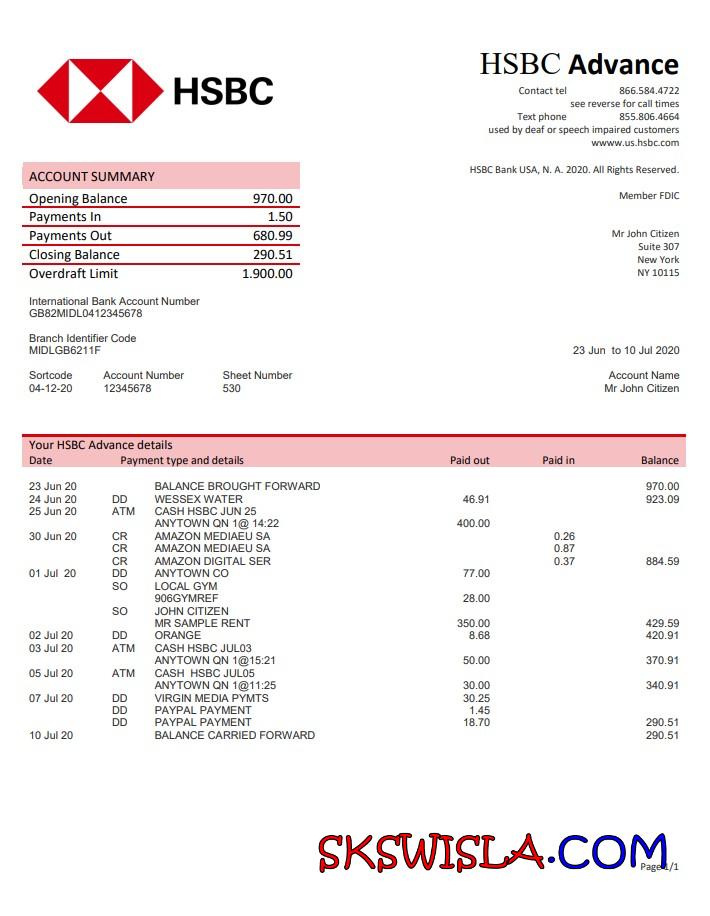 HSBC
HSBC Advance
Contact tel 866.584.4722
see reverse for call times
Text phone 855.806.4664
used by deaf or speech impaired customers
wwww.us.hsbc.com
HSBC Bank USA, N. A. 2020. All Rights Reserved.
Member FDIC
ACCOUNT SUMMARY
Opening Balance 970.00
Payments In 1.50
Payments Out 680.99
Closing Balance 290.51
Overdraft Limit 1.900.00
Mr John Citizen
Suite 307
New York
NY 10115
International Bank Account Number
GB82MIDL0412345678
Branch Identifier Code
MIDLGB6211F
23 Jun to 10 Jul 2020
Sortcode Account Number Sheet Number Account Name
04-12-20 12345678 530 Mr John Citizen
Your HSBC Advance details
Date Payment type and details Paid out Paid in Balance
23 Jun 20 BALANCE BROUGHT FORWARD 970.00
24 Jun 20 DD WESSEX WATER 46.91 923.09
25 Jun 20 ATM CASH HSBC JUN 25
ANYTOWN QN 1@ 14:22 400.00
30 Jun 20 CR AMAZON MEDIAEU SA 0.26
CR AMAZON MEDIAEU SA 0.87
CR AMAZON DIGITAL SER 0.37 884.59
01 Jul 20 DD ANYTOWN CO 77.00
SO LOCAL GYM
906GYMREF 28.00
SO JOHN CITIZEN
MR SAMPLE RENT 350.00 429.59
02 Jul 20 DD ORANGE 8.68 420.91
03 Jul 20 ATM CASH HSBC JUL03
ANYTOWN QN 1@15:21 50.00 370.91
05 Jul 20 ATM CASH HSBC JUL05
ANYTOWN QN 1@11:25 30.00 340.91
07 Jul 20 DD VIRGIN MEDIA PYMTS 30.25
DD PAYPAL PAYMENT 1.45
DD PAYPAL PAYMENT 18.70 290.51
10 Jul 20 BALANCE CARRIED FORWARD 290.51
SKSWISLA.COM
Page 1/1